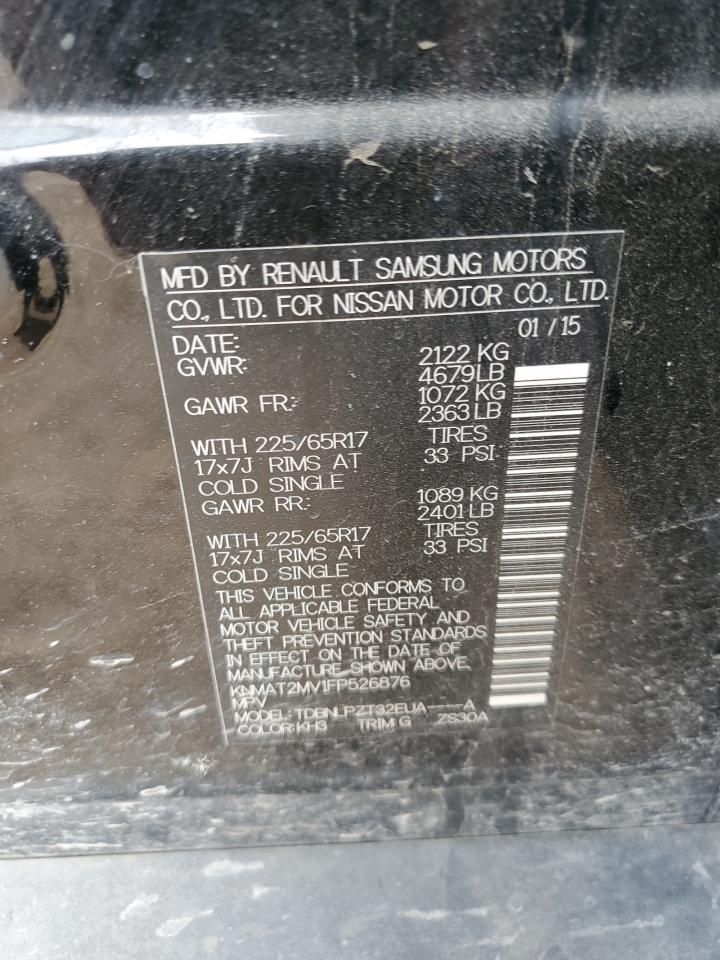 MFD BY RENAULT SAMSUNG MOTORS
CO., LTD. FOR NISSAN MOTOR CO., LTD.
DATE: 01 / 15
GVWR: 2122 KG
4679LB
GAWR FR.: 1072 KG
2363LB
WITH 225/65R17 TIRES
17x7J RIMS AT 33 PSI
COLD SINGLE
GAWR RR.: 1089 KG
2401LB
WITH 225/65R17 TIRES
17x7J RIMS AT 33 PSI
COLD SINGLE
THIS VEHICLE CONFORMS TO
ALL APPLICABLE FEDERAL
MOTOR VEHICLE SAFETY AND
THEFT PREVENTION STANDARDS
IN EFFECT ON THE DATE OF
MANUFACTURE SHOWN ABOVE.
KNMAT2MV1FP526876
MPV
MODEL: TDBNLPZT32EUA-----A
COLOR:KH3 TRIM:G ZS30A